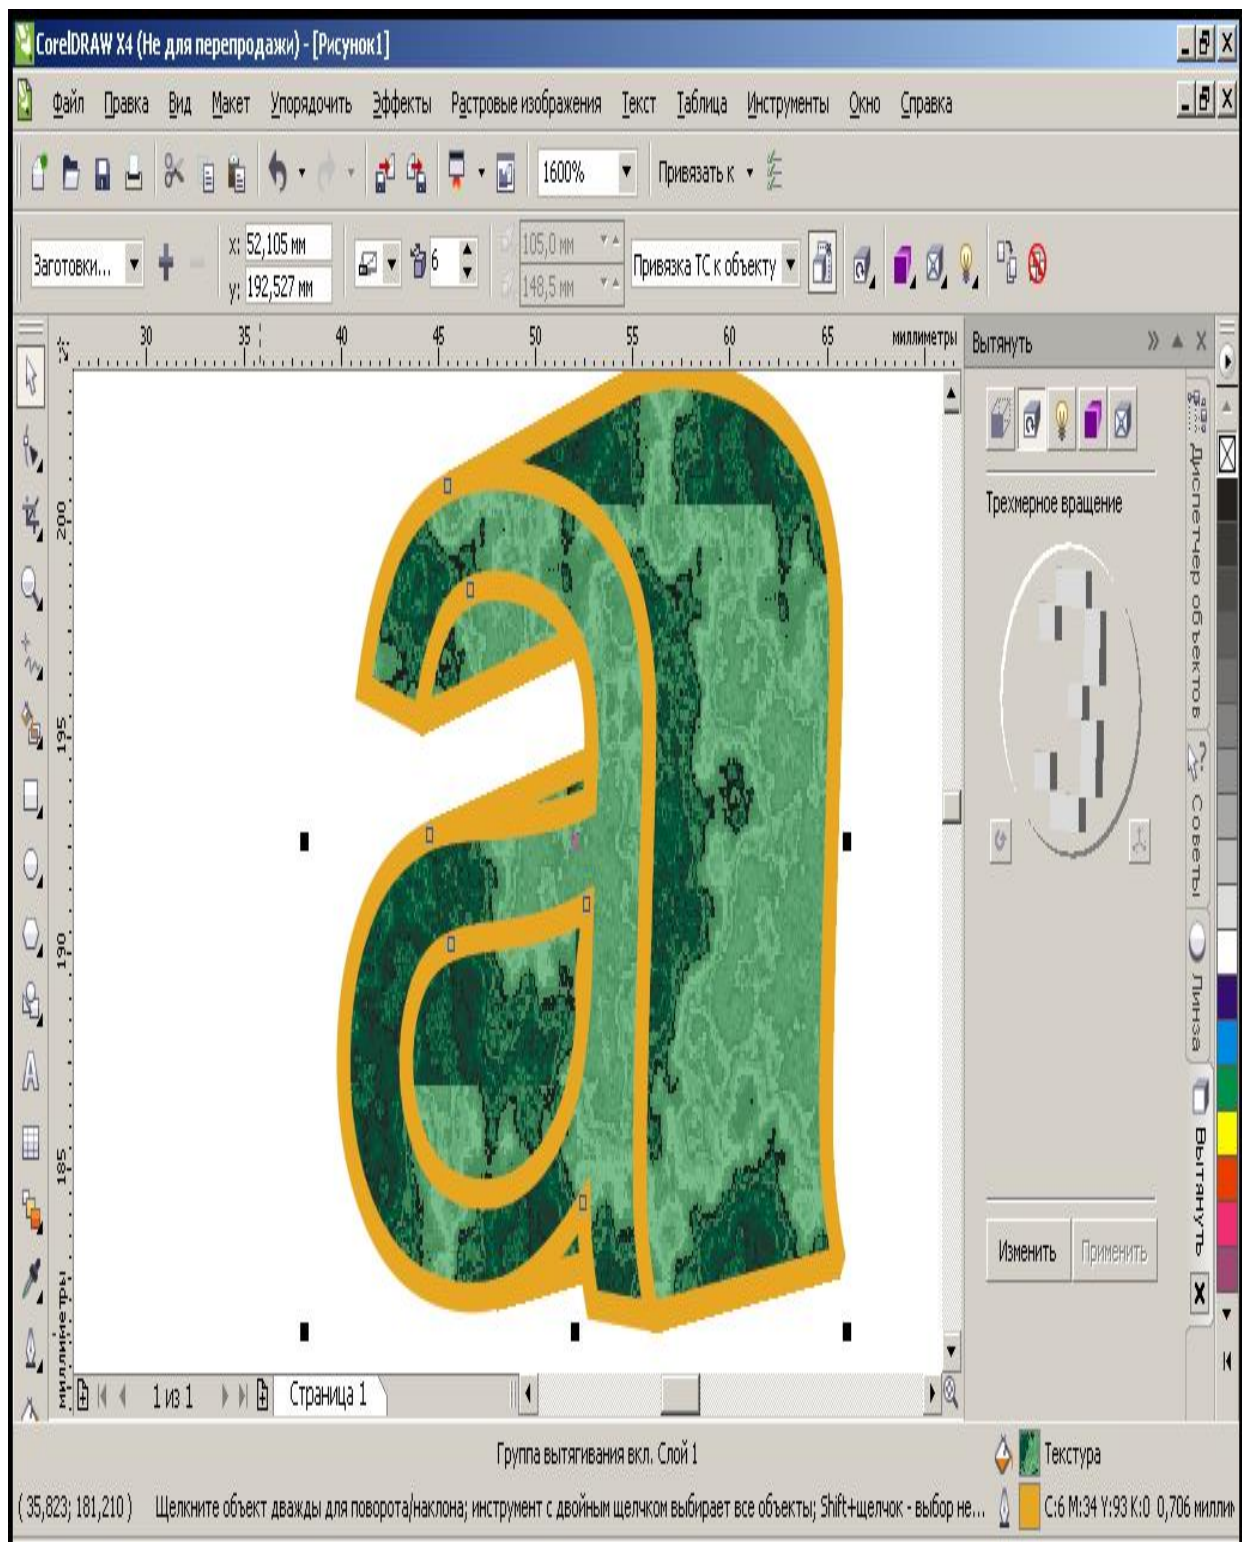 CorelDRAW X4 (Не для перепродажи) - [Рисунок1]
Файл Правка Вид Макет Упорядочить Эффекты Растровые изображения Текст Таблица Инструменты Окно Справка
1600% Привязать к
Заготовки... x: 52,105 мм 6 105,0 мм Привязка ТС к объекту
y: 192,527 мм 148,5 мм
30 35 40 45 50 55 60 65 миллиметры
Вытянуть
200
195
190
185
миллиметры
a
Трехмерное вращение
Изменить Применить
Диспетчер объектов
Советы
Линза
Вытянуть
1 из 1 Страница 1
Группа вытягивания вкл. Слой 1
Текстура
( 35,823; 181,210 ) Щелкните объект дважды для поворота/наклона; инструмент с двойным щелчком выбирает все объекты; Shift+щелчок - выбор не... C:6 M:34 Y:93 K:0 0,706 миллим